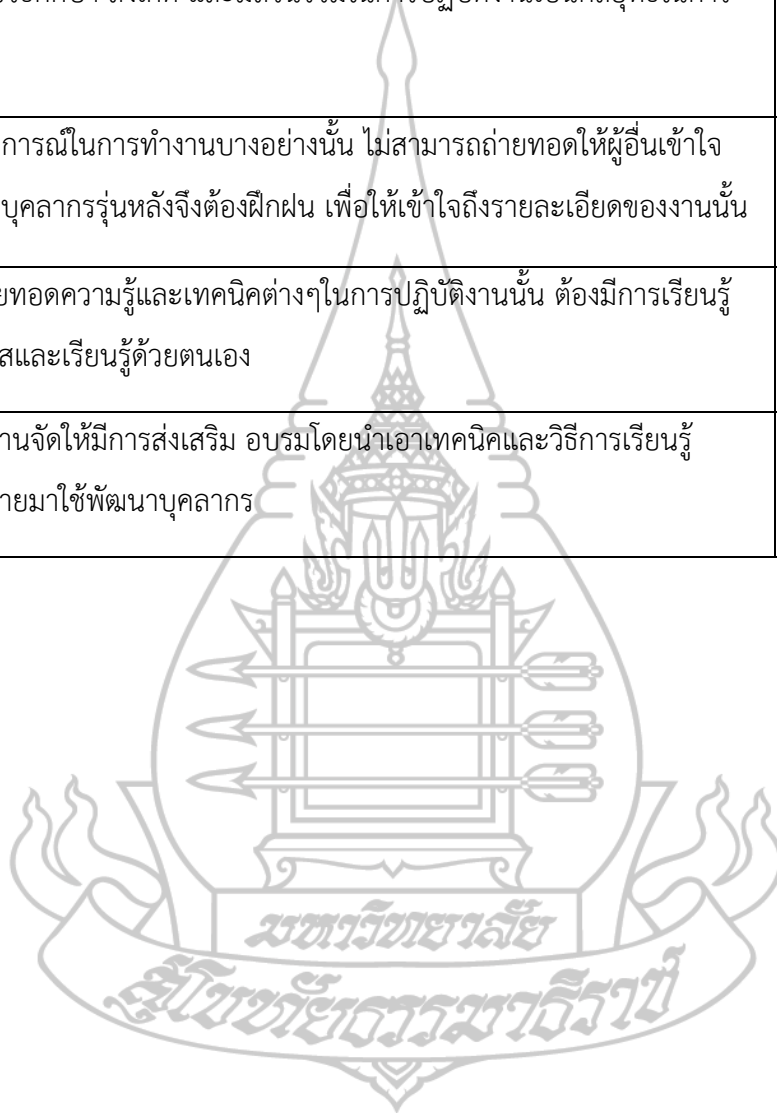 การณ์ในการทำงานบางอย่างนั้น ไม่สามารถถ่ายทอดให้ผู้อื่นเข้าใจ
บุคลากรรุ่นหลังจึงต้องฝึกฝน เพื่อให้เข้าใจถึงรายละเอียดของงานนั้น
ยทอดความรู้และเทคนิคต่างๆในการปฏิบัติงานนั้น ต้องมีการเรียนรู้
สและเรียนรู้ด้วยตนเอง
านจัดให้มีการส่งเสริม อบรมโดยนำเอาเทคนิคและวิธีการเรียนรู้
ายมาใช้พัฒนาบุคลากร
มหาวิทยาลัย
สุโขทัยธรรมาธิราช